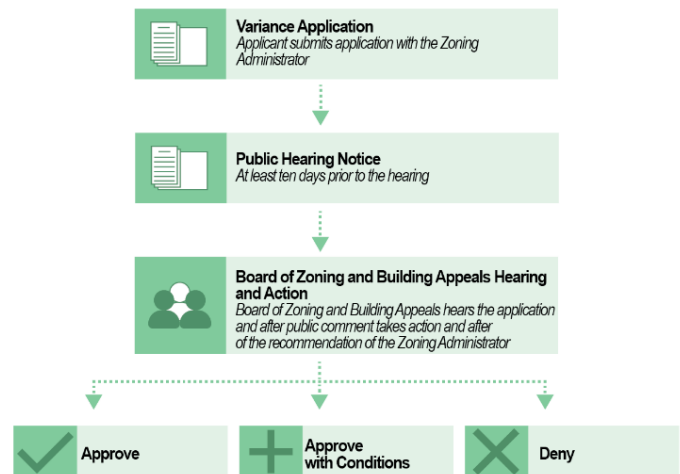 Variance Application
Applicant submits application with the Zoning
Administrator
Public Hearing Notice
At least ten days prior to the hearing
Board of Zoning and Building Appeals Hearing
and Action
Board of Zoning and Building Appeals hears the application
and after public comment takes action and after
of the recommendation of the Zoning Administrator
Approve
Approve
with Conditions
Deny